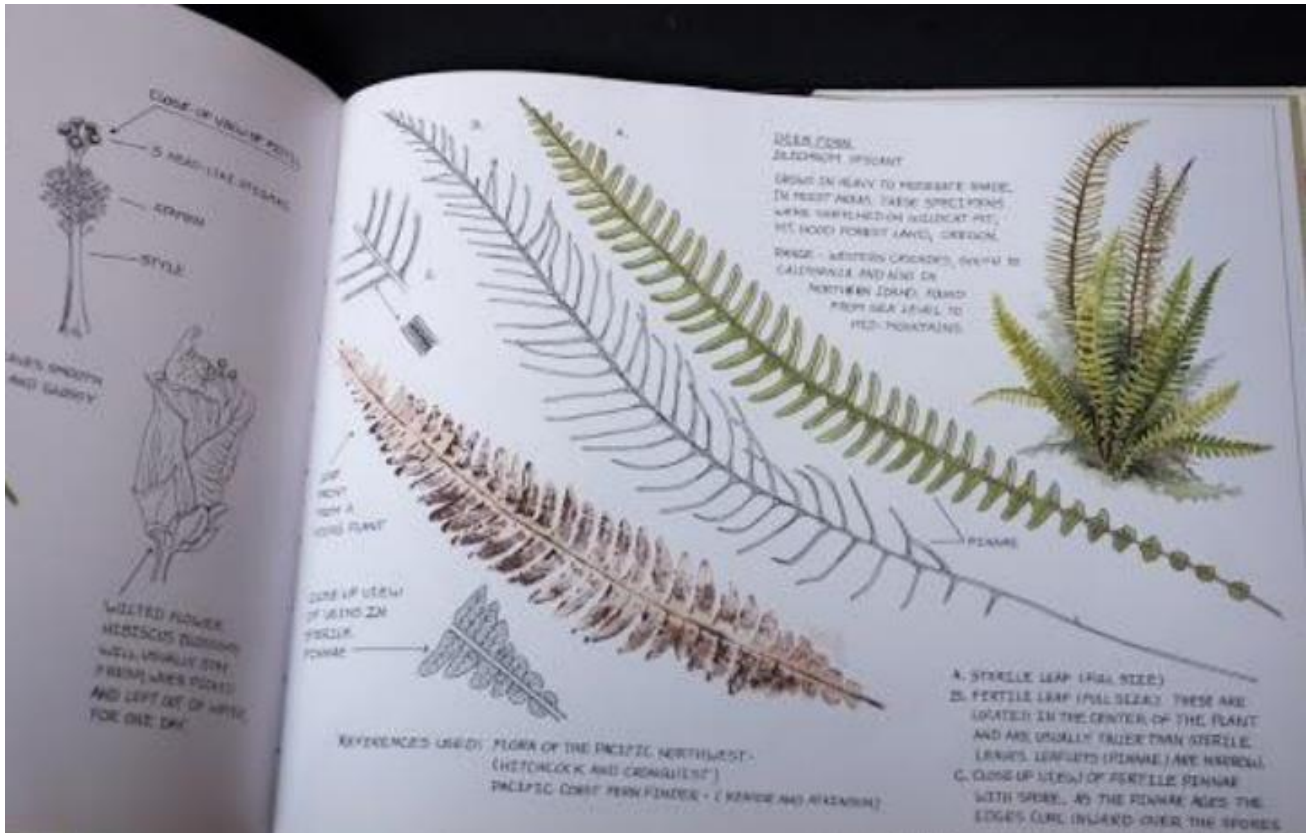 CLOSE UP VIEW OF PISTIL
5 HEAD-LIKE STIGMAS
STAMEN
STYLE
SMOOTH
AND
WILTED FLOWER
HIBISCUS BLOSSOMS
WILL USUALLY STAY
FRESH WHEN PICKED
AND LEFT OUT OF WATER
FOR ONE DAY.
B.
A.
DEER FERN
BLECHNUM SPICANT
GROWS IN HEAVY TO MODERATE SHADE,
IN MOIST AREAS. THESE SPECIMENS
WERE SKETCHED ON WILDCAT MT.
MT. HOOD FOREST LAND, OREGON.
RANGE - WESTERN CASCADES, SOUTH TO
CALIFORNIA AND ALSO IN
NORTHERN IDAHO. FOUND
FROM SEA LEVEL TO
MID-MOUNTAINS.
C.
PRINT
FROM A
PLANT
PINNAE
CLOSE UP VIEW
OF VEINS IN
STERILE
PINNAE
A. STERILE LEAF (FULL SIZE)
B. FERTILE LEAF (FULL SIZE) THESE ARE
LOCATED IN THE CENTER OF THE PLANT
AND ARE USUALLY TALLER THAN STERILE
LEAVES. LEAFLETS (PINNAE) ARE NARROW.
C. CLOSE UP VIEW OF FERTILE PINNAE
WITH SPORE. AS THE PINNAE AGES THE
EDGES CURL INWARD OVER THE SPORES
REFERENCES USED: FLORA OF THE PACIFIC NORTHWEST-
(HITCHCOCK AND CRONQUIST)
PACIFIC COAST FERN FINDER - (KEATOR AND ATKINSON)